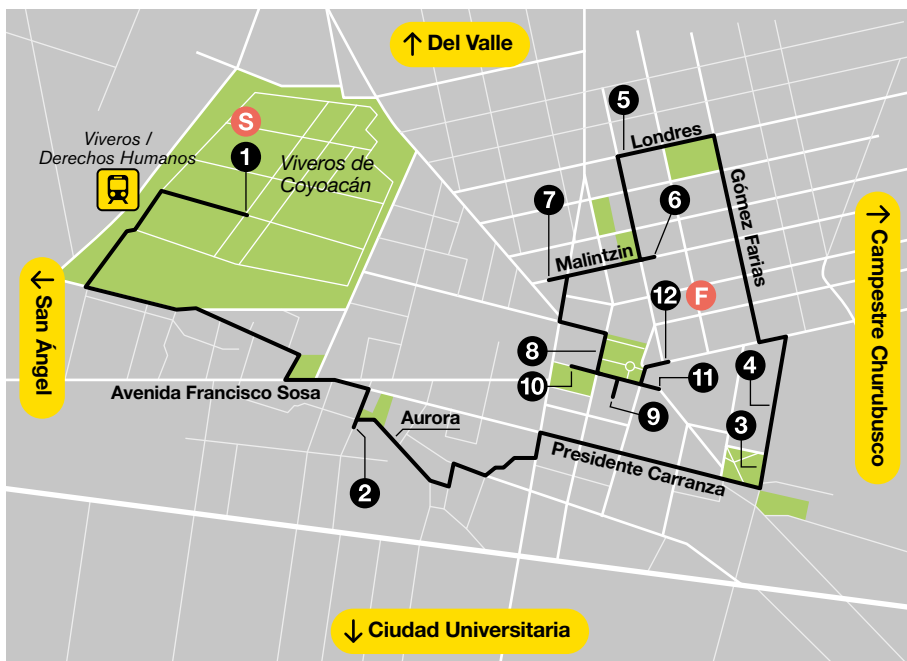 ↑ Del Valle
S
5
Viveros /
Derechos Humanos
1
Viveros de
Coyoacán
Londres
Gómez Farias
7
6
↑ Campestre Churubusco
Malintzin
↓ San Ángel
12
F
8
10
11
4
Avenida Francisco Sosa
9
Aurora
3
Presidente Carranza
2
↓ Ciudad Universitaria